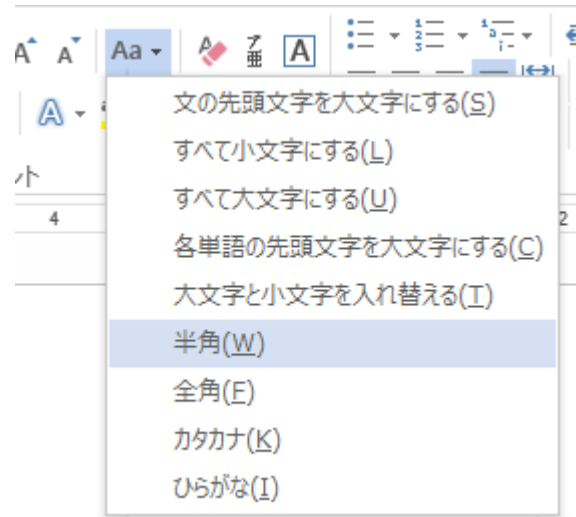 Aa
A
文の先頭文字を大文字にする(S)
すべて小文字にする(L)
すべて大文字にする(U)
各単語の先頭文字を大文字にする(C)
大文字と小文字を入れ替える(T)
半角(W)
全角(F)
カタカナ(K)
ひらがな(I)
ント
4
2